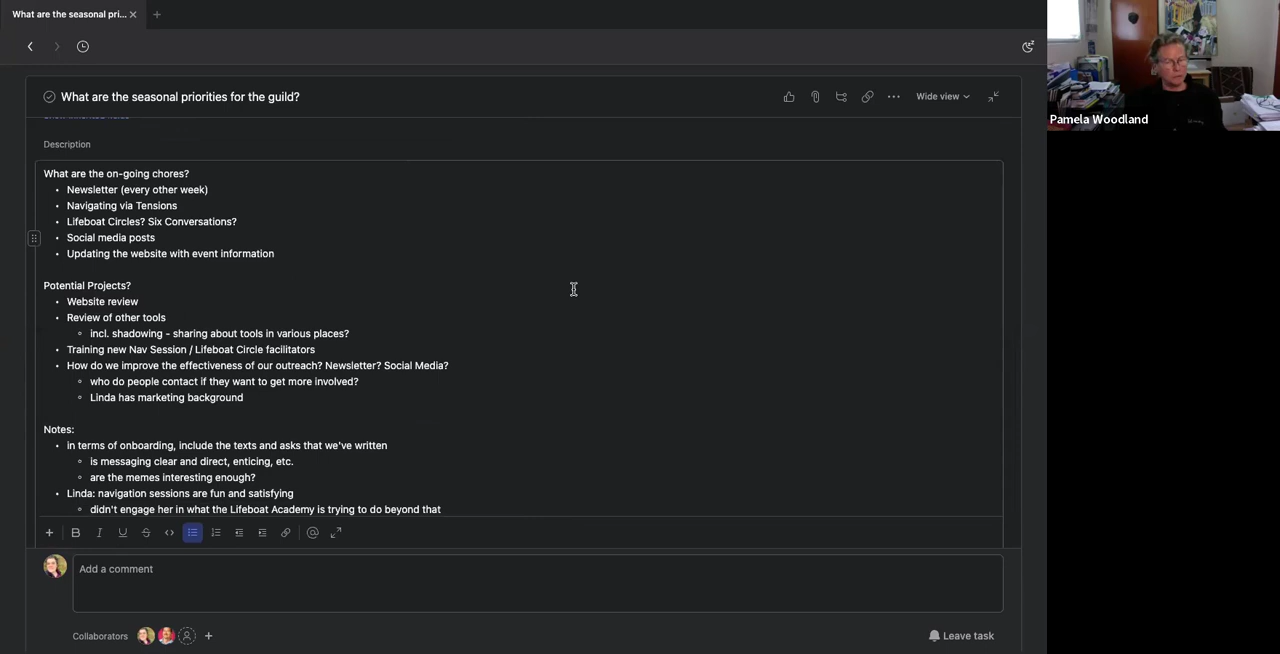 What are the seasonal pri...
What are the seasonal priorities for the guild?
Wide view
Pamela Woodland
Description
What are the on-going chores?
Newsletter (every other week)
Navigating via Tensions
Lifeboat Circles? Six Conversations?
Social media posts
Updating the website with event information
Potential Projects?
Website review
Review of other tools
incl. shadowing - sharing about tools in various places?
Training new Nav Session / Lifeboat Circle facilitators
How do we improve the effectiveness of our outreach? Newsletter? Social Media?
who do people contact if they want to get more involved?
Linda has marketing background
Notes:
in terms of onboarding, include the texts and asks that we've written
is messaging clear and direct, enticing, etc.
are the memes interesting enough?
Linda: navigation sessions are fun and satisfying
didn't engage her in what the Lifeboat Academy is trying to do beyond that
B I U S
Add a comment
Collaborators
Leave task